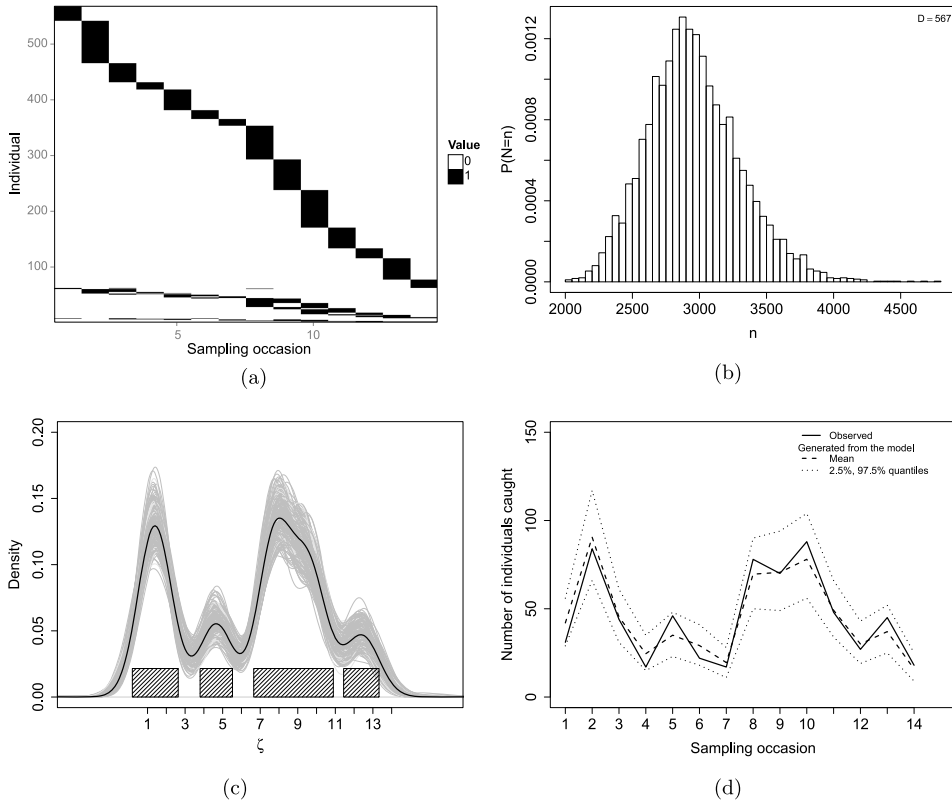 500
400
300
200
100
Individual
5
10
Sampling occasion
Value
0
1
(a)
D = 567
0.0012
0.0008
0.0004
0.0000
P(N=n)
2000
2500
3000
3500
4000
4500
n
(b)
0.20
0.15
0.10
0.05
0.00
Density
1
3
5
7
9
11
13
ζ
(c)
150
100
50
0
Number of individuals caught
Observed
Generated from the model
Mean
2.5%, 97.5% quantiles
1
2
3
4
5
6
7
8
9
10
11
12
13
14
Sampling occasion
(d)